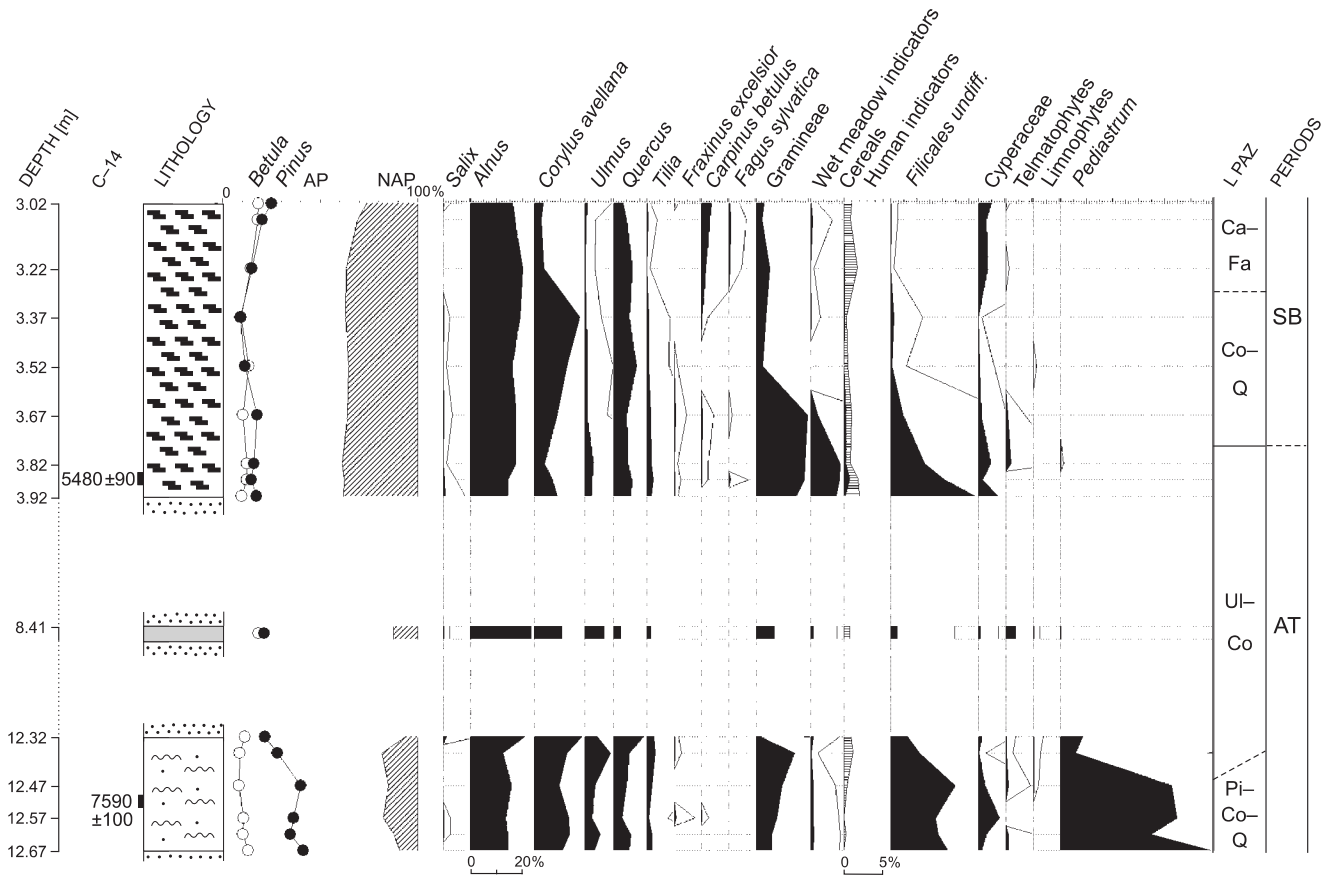 DEPTH [m]
C–14
LITHOLOGY
0
Betula
Pinus
AP
NAP
100%
Salix
Alnus
Corylus avellana
Ulmus
Quercus
Tilia
Fraxinus excelsior
Carpinus betulus
Fagus sylvatica
Gramineae
Wet meadow indicators
Cereals
Human indicators
Filicales undiff.
Cyperaceae
Telmatophytes
Limnophytes
Pediastrum
L PAZ
PERIODS
3.02
3.22
3.37
3.52
3.67
3.82
3.92
8.41
12.32
12.47
12.57
12.67
5480 ±90
7590
±100
Ca–
Fa
Co–
Q
Ul–
Co
Pi–
Co–
Q
SB
AT
0 20%
0 5%